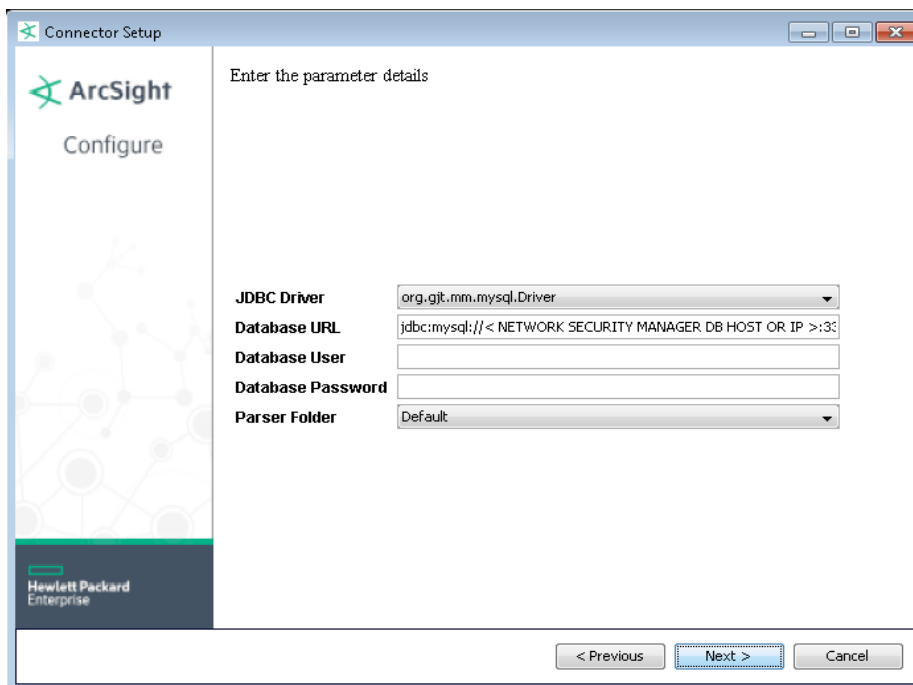 Connector Setup
ArcSight
Configure
Enter the parameter details
JDBC Driver org.gjt.mm.mysql.Driver
Database URL jdbc:mysql://< NETWORK SECURITY MANAGER DB HOST OR IP >:33
Database User
Database Password
Parser Folder Default
Hewlett Packard
Enterprise
< Previous Next > Cancel